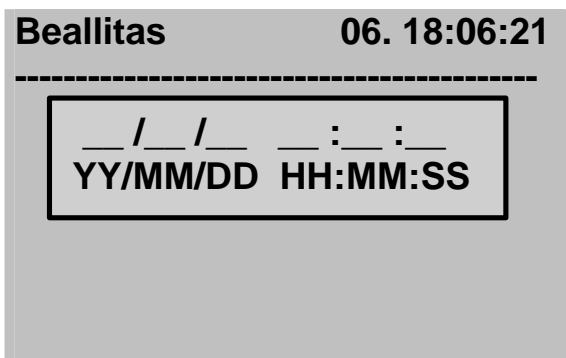 Beallitas 06. 18:06:21
-------------------------------------------
__ /__ /__ __ :__ :__
YY/MM/DD HH:MM:SS